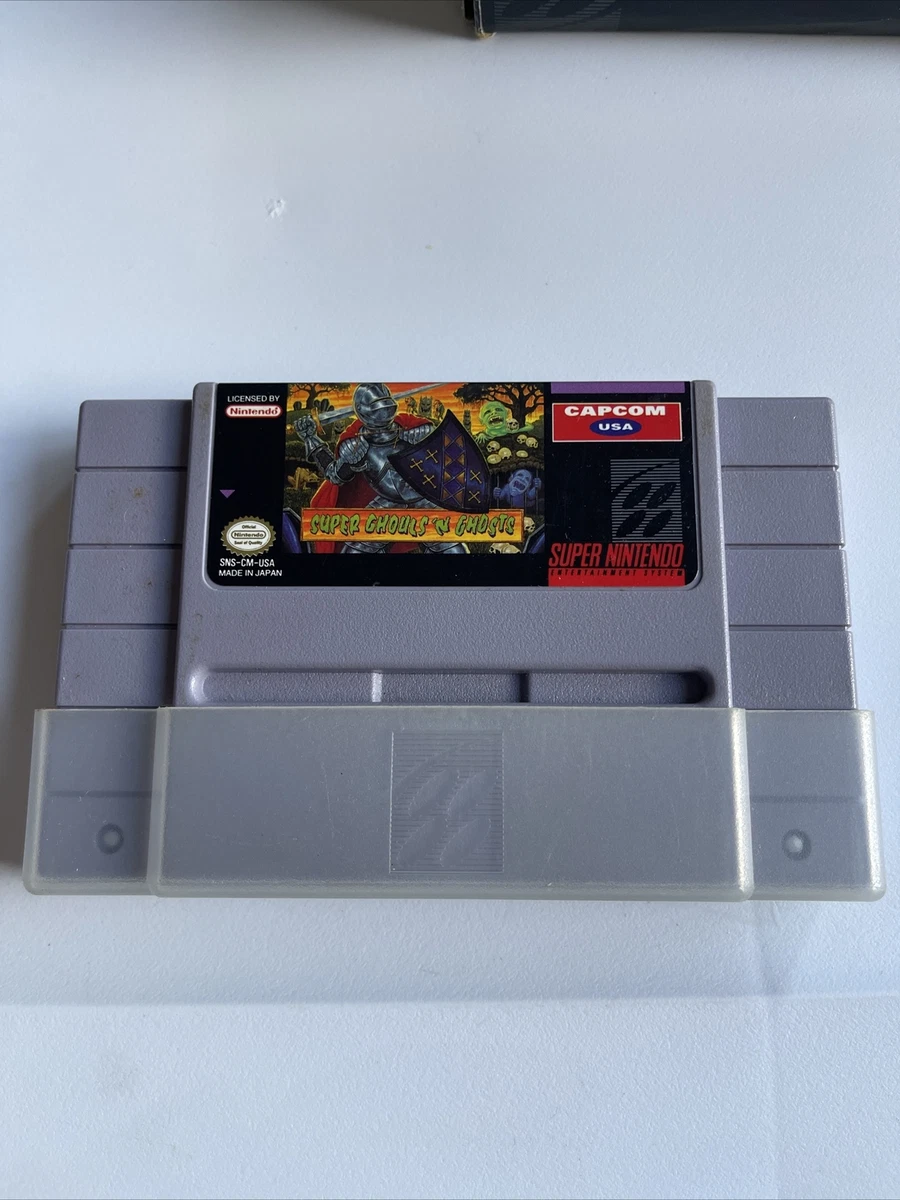 LICENSED BY
Nintendo
CAPCOM
USA
SUPER GHOULS 'N GHOSTS
Official
Nintendo
Seal of Quality
SNS-CM-USA
MADE IN JAPAN
SUPER NINTENDO
ENTERTAINMENT SYSTEM